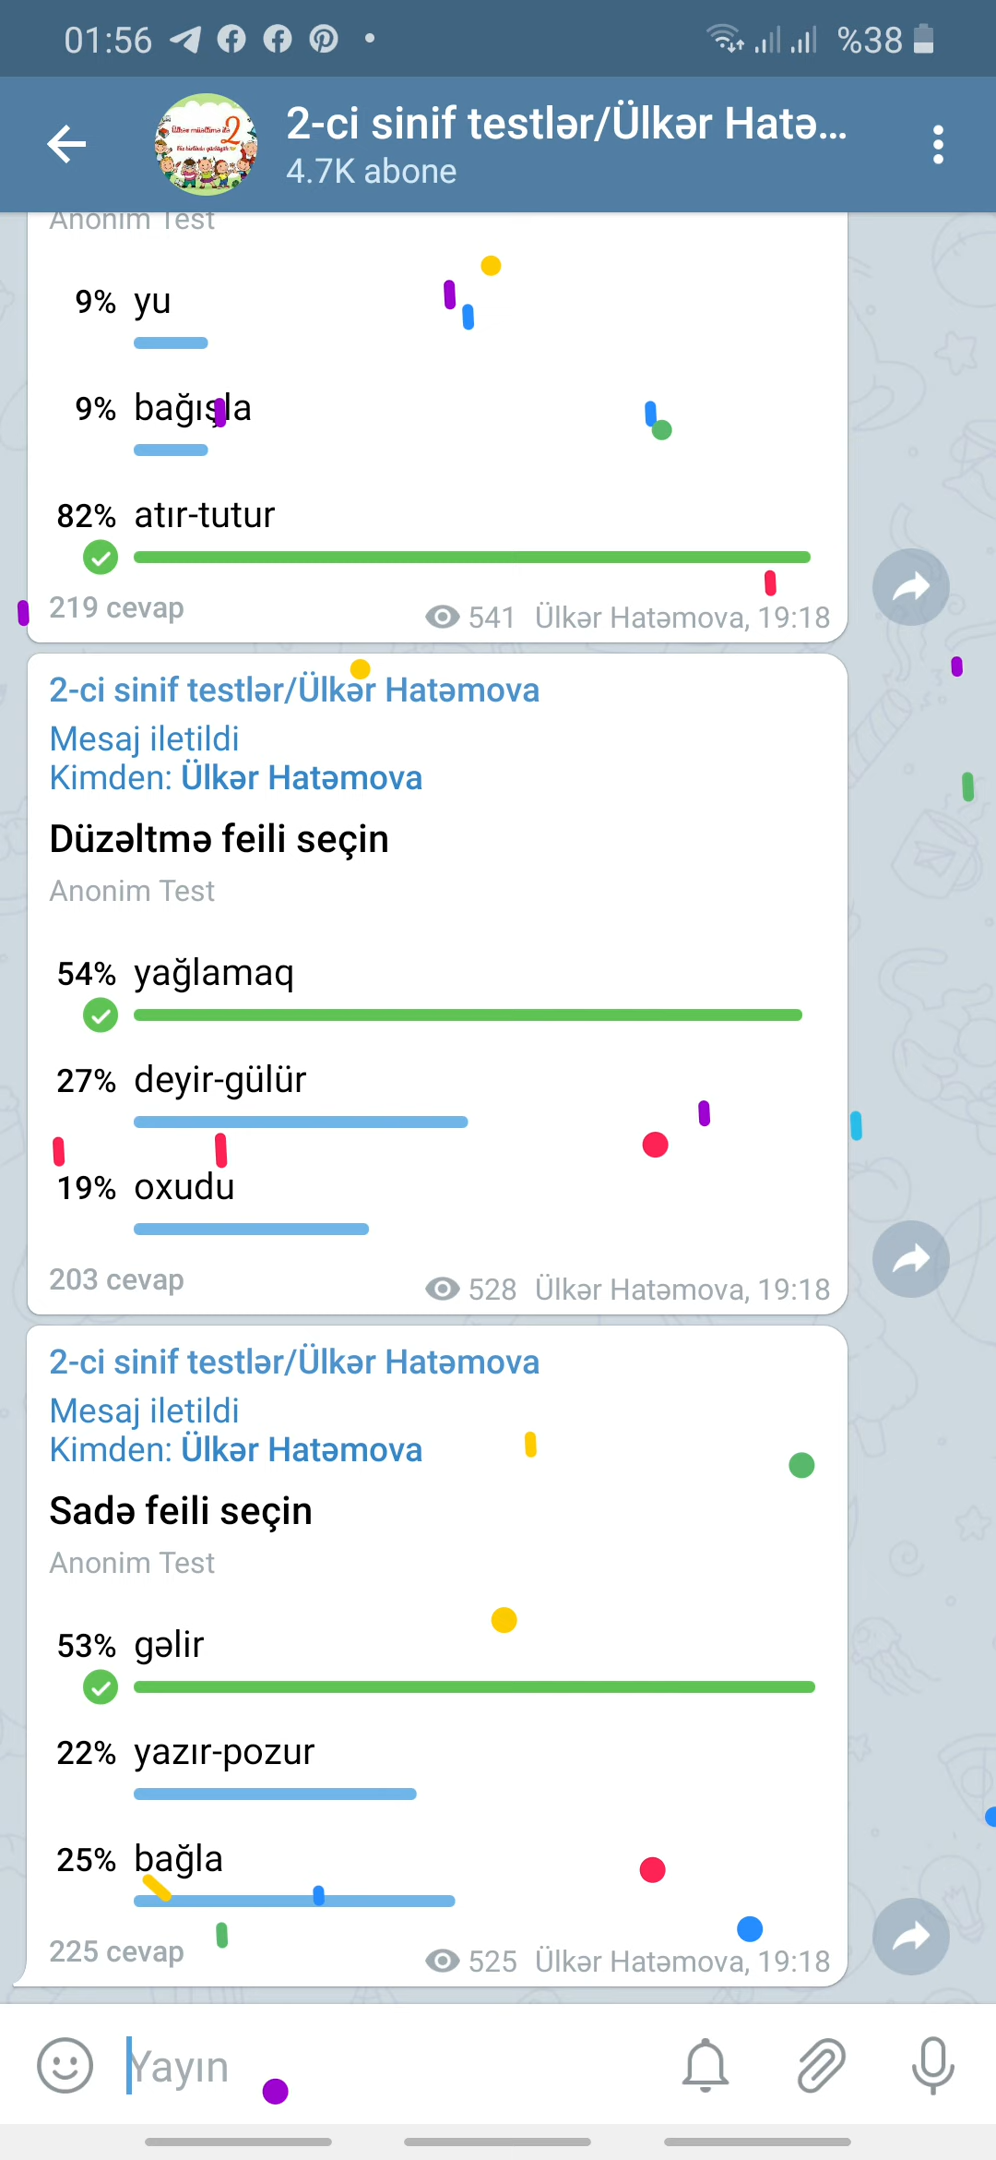 01:56 %38
2-ci sinif testlər/Ülkər Hatə...
4.7K abone
Anonim Test
9% yu
9% bağışla
82% atır-tutur
219 cevap 541 Ülkər Hatəmova, 19:18
2-ci sinif testlər/Ülkər Hatəmova
Mesaj iletildi
Kimden: Ülkər Hatəmova
Düzəltmə feili seçin
Anonim Test
54% yağlamaq
27% deyir-gülür
19% oxudu
203 cevap 528 Ülkər Hatəmova, 19:18
2-ci sinif testlər/Ülkər Hatəmova
Mesaj iletildi
Kimden: Ülkər Hatəmova
Sadə feili seçin
Anonim Test
53% gəlir
22% yazır-pozur
25% bağla
225 cevap 525 Ülkər Hatəmova, 19:18
Yayın